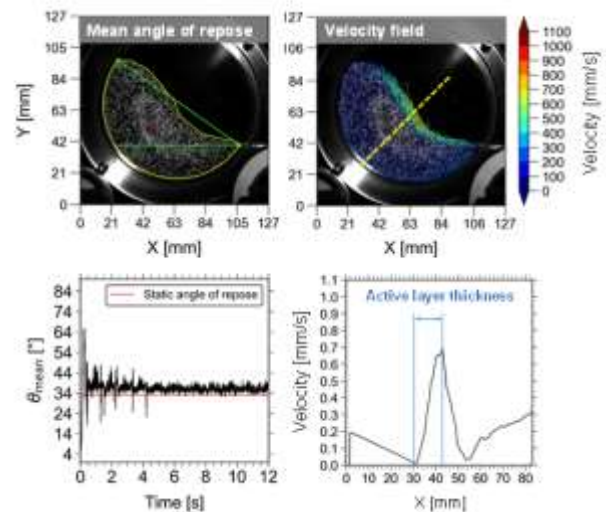 Mean angle of repose
Velocity field
127
106
84
63
42
21
0
Y [mm]
0 21 42 63 84 105 127
X [mm]
127
106
84
63
42
21
0
0 21 42 63 84 106 127
X [mm]
1100
1000
900
800
700
600
500
400
300
200
100
0
Velocity [mm/s]
84
74
64
54
44
34
24
14
4
θmean [°]
Static angle of repose
0 2 4 6 8 10 12
Time [s]
1.1
1.0
0.9
0.8
0.7
0.6
0.5
0.4
0.3
0.2
0.1
0.0
Velocity [mm/s]
Active layer thickness
0 10 20 30 40 50 60 70 80
X [mm]